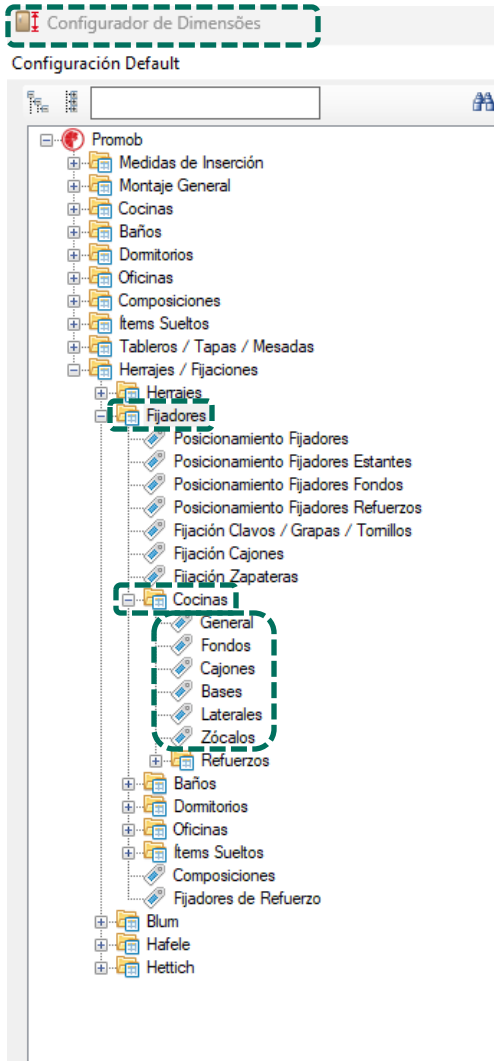 Configurador de Dimensões
Configuración Default
Promob
Medidas de Inserción
Montaje General
Cocinas
Baños
Dormitorios
Oficinas
Composiciones
Ítems Sueltos
Tableros / Tapas / Mesadas
Herrajes / Fijaciones
Herrajes
Fijadores
Posicionamiento Fijadores
Posicionamiento Fijadores Estantes
Posicionamiento Fijadores Fondos
Posicionamiento Fijadores Refuerzos
Fijación Clavos / Grapas / Tornillos
Fijación Cajones
Fijación Zapateras
Cocinas
General
Fondos
Cajones
Bases
Laterales
Zócalos
Refuerzos
Baños
Dormitorios
Oficinas
Ítems Sueltos
Composiciones
Fijadores de Refuerzo
Blum
Hafele
Hettich